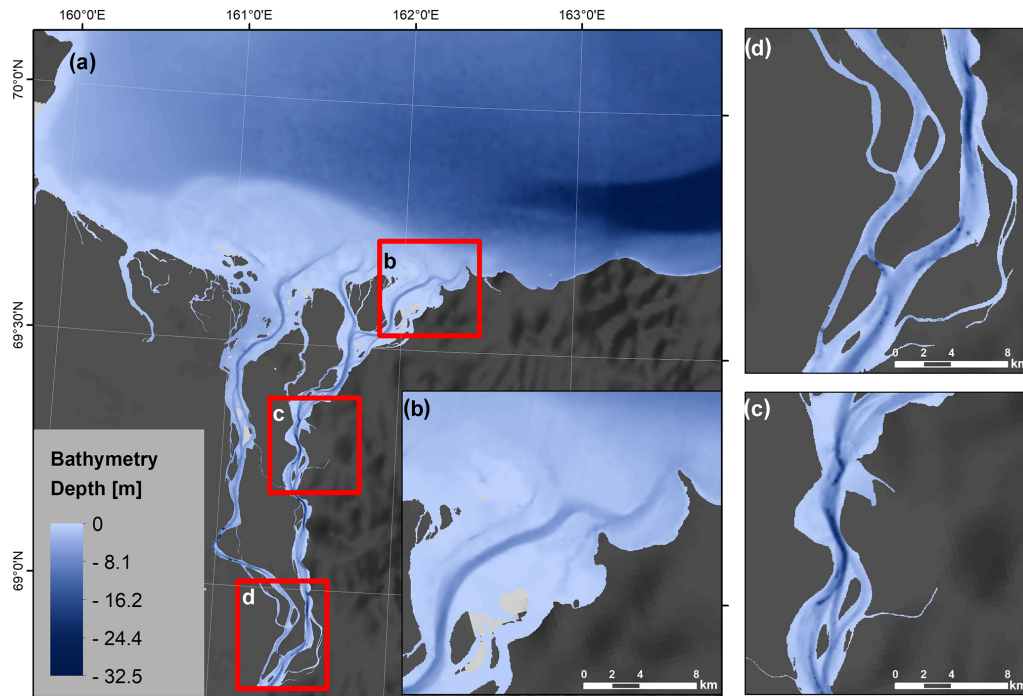 160°0'E 161°0'E 162°0'E 163°0'E
(a)
(d)
70°0'N
69°30'N
69°0'N
b
c
d
0 2 4 8
km
(b)
(c)
Bathymetry
Depth [m]
0
- 8.1
- 16.2
- 24.4
- 32.5
0 2 4 8
km
0 2 4 8
km